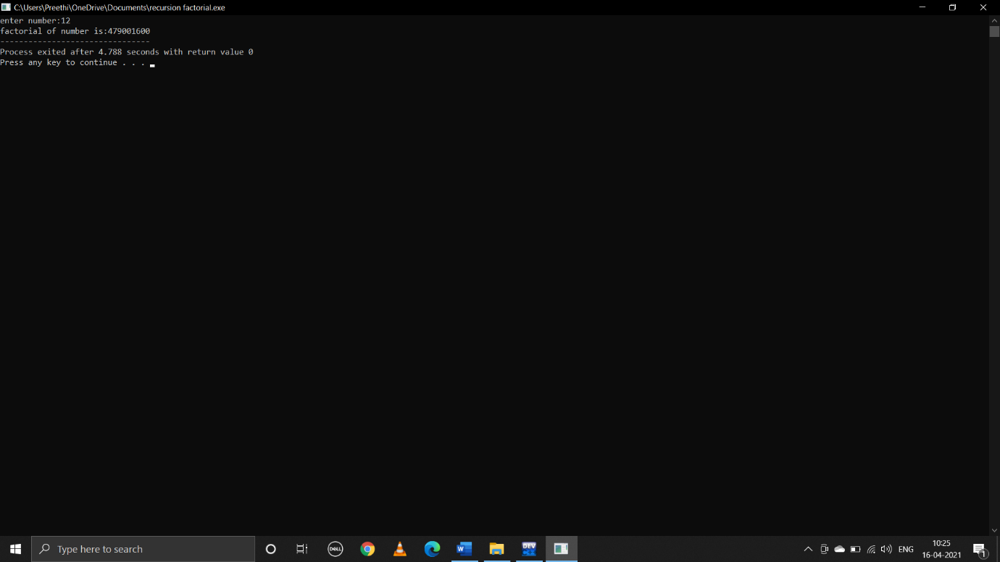 C:\Users\Preethi\OneDrive\Documents\recursion factorial.exe
enter number:12
factorial of number is:479001600
--------------------------------
Process exited after 4.788 seconds with return value 0
Press any key to continue . . .
Type here to search
DELL
W
DEV
C++
ENG
10:25
16-04-2021
1